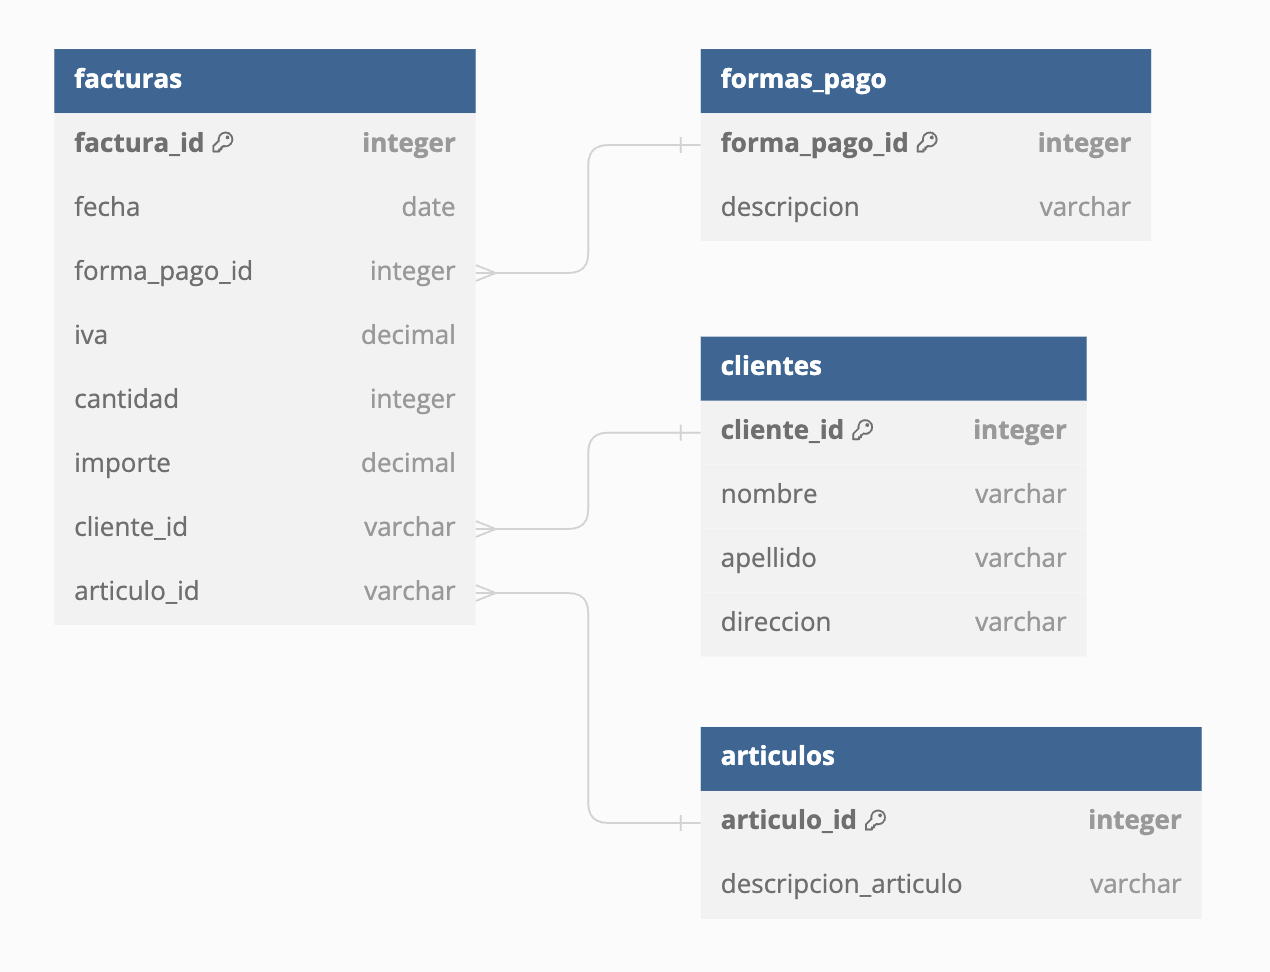 facturas
factura_id integer
fecha date
forma_pago_id integer
iva decimal
cantidad integer
importe decimal
cliente_id varchar
articulo_id varchar
formas_pago
forma_pago_id integer
descripcion varchar
clientes
cliente_id integer
nombre varchar
apellido varchar
direccion varchar
articulos
articulo_id integer
descripcion_articulo varchar